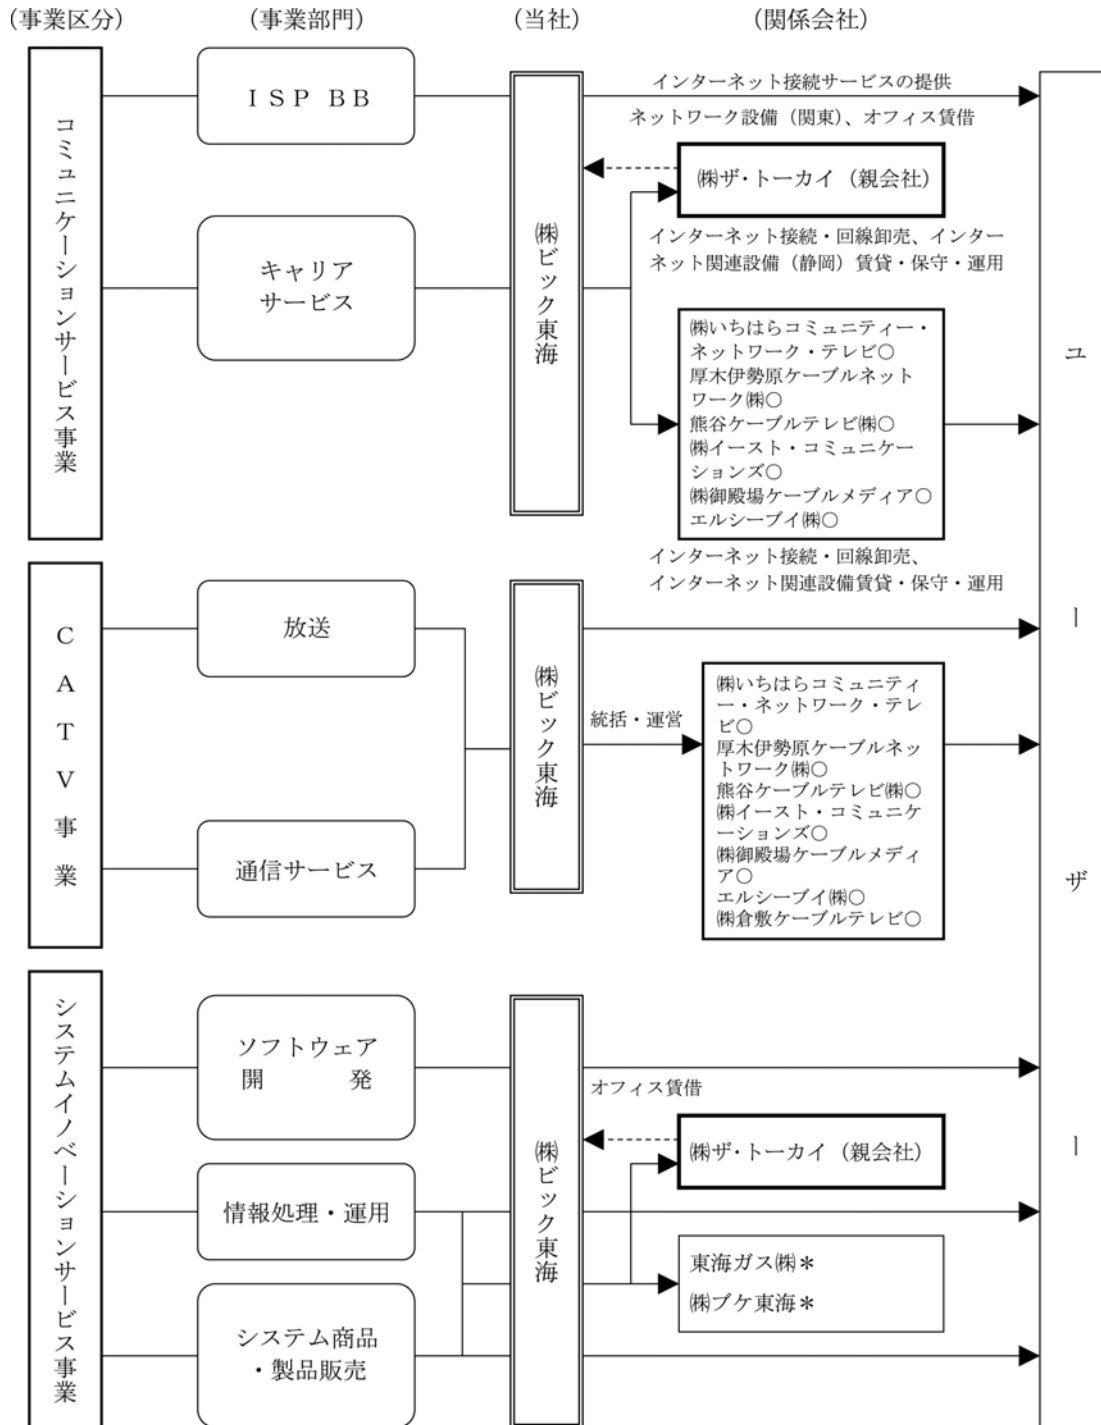 (事業区分)
(事業部門)
(当社)
(関係会社)
コミュニケーションサービス事業
ISP BB
キャリア
サービス
㈱ビック東海
インターネット接続サービスの提供
ネットワーク設備(関東)、オフィス賃借
㈱ザ・トーカイ(親会社)
インターネット接続・回線卸売、インター
ネット関連設備(静岡)賃貸・保守・運用
㈱いちはらコミュニティー・
ネットワーク・テレビ○
厚木伊勢原ケーブルネット
ワーク㈱○
熊谷ケーブルテレビ㈱○
㈱イースト・コミュニケー
ションズ○
㈱御殿場ケーブルメディア○
エルシーブイ㈱○
インターネット接続・回線卸売、
インターネット関連設備賃貸・保守・運用
ユーザー
CATV事業
放送
通信サービス
㈱ビック東海
統括・運営
㈱いちはらコミュニティ
ー・ネットワーク・テレ
ビ○
厚木伊勢原ケーブルネッ
トワーク㈱○
熊谷ケーブルテレビ㈱○
㈱イースト・コミュニケ
ーションズ○
㈱御殿場ケーブルメディ
ア○
エルシーブイ㈱○
㈱倉敷ケーブルテレビ○
システムイノベーションサービス事業
ソフトウェア
開 発
情報処理・運用
システム商品
・製品販売
㈱ビック東海
オフィス賃借
㈱ザ・トーカイ(親会社)
東海ガス㈱＊
㈱ブケ東海＊